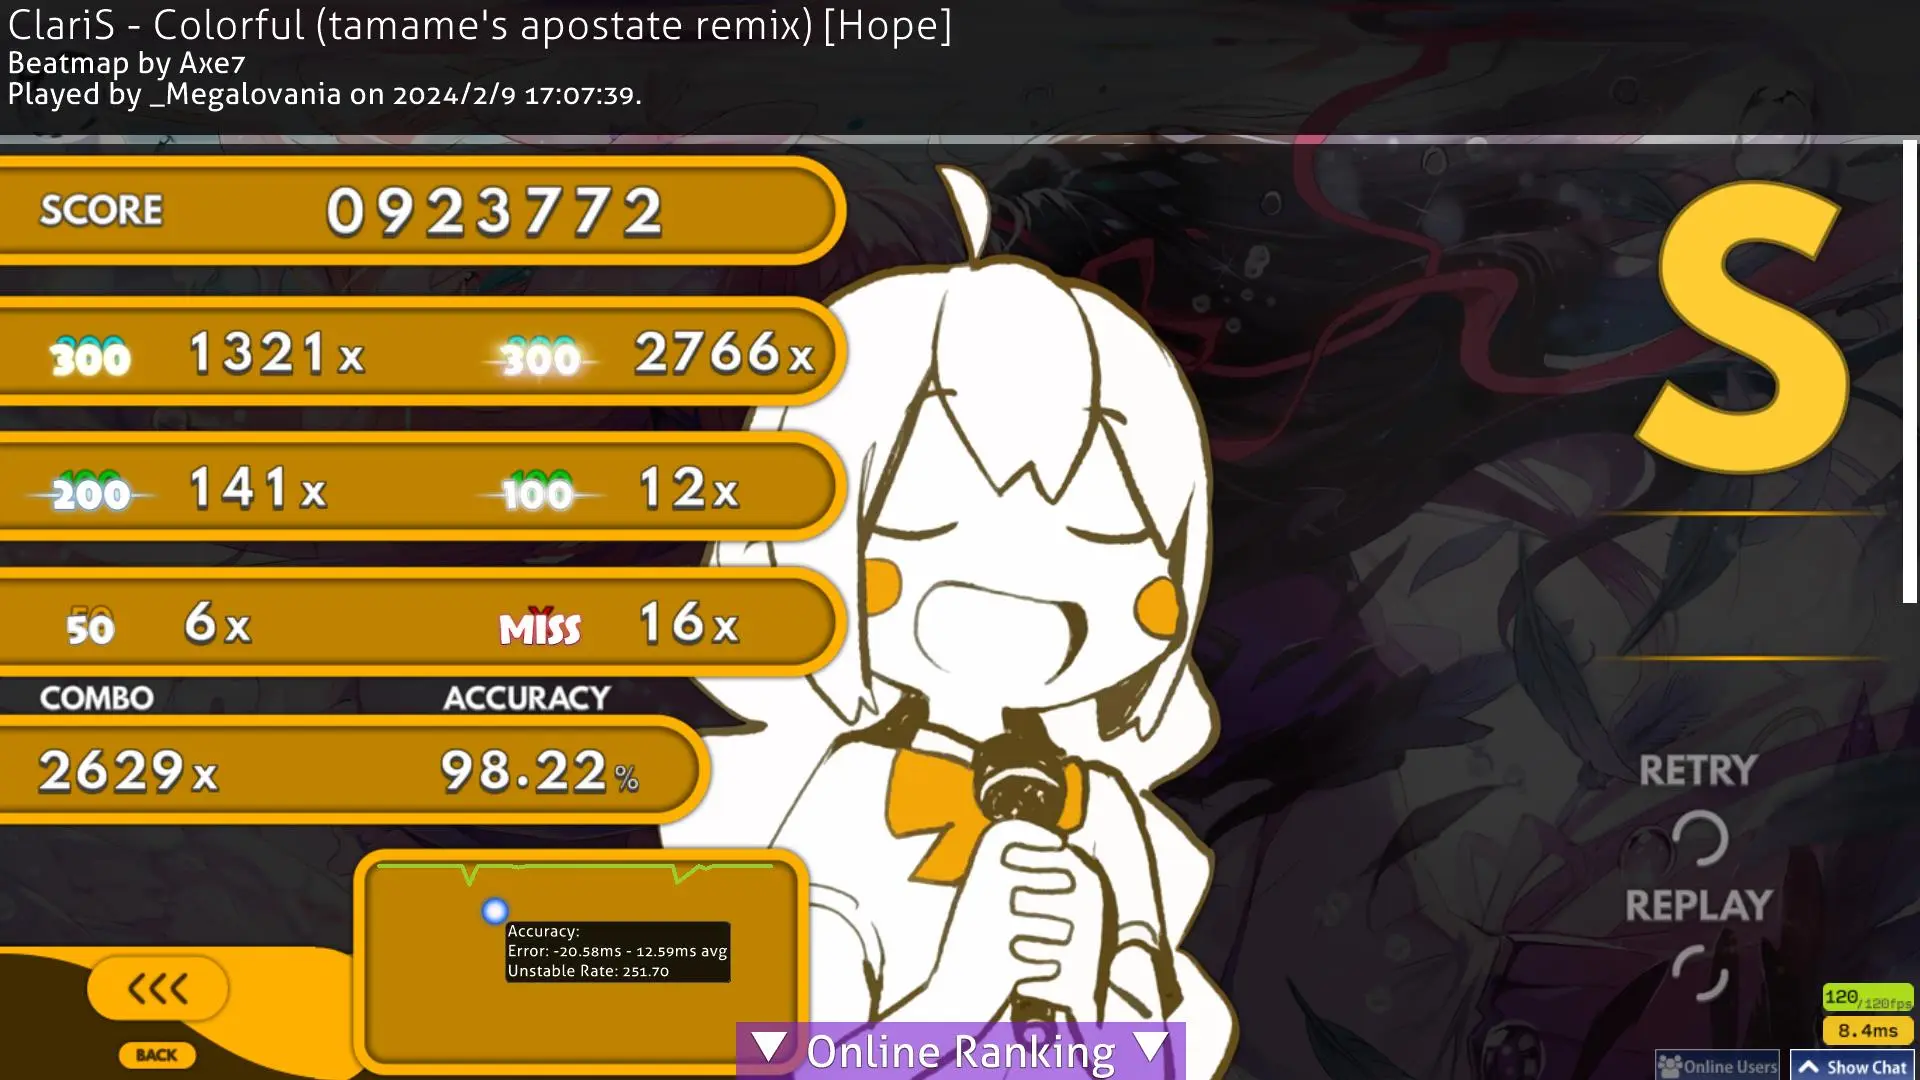 ClariS - Colorful (tamame's apostate remix) [Hope]
Beatmap by Axe7
Played by _Megalovania on 2024/2/9 17:07:39.
SCORE 0923772
300 1321x 300 2766x
200 141x 100 12x
50 6x MISS 16x
COMBO ACCURACY
2629x 98.22%
Accuracy:
Error: -20.58ms - 12.59ms avg
Unstable Rate: 251.70
S
RETRY
REPLAY
<<<
BACK
▼ Online Ranking ▼
120/120fps
8.4ms
Online Users
Show Chat